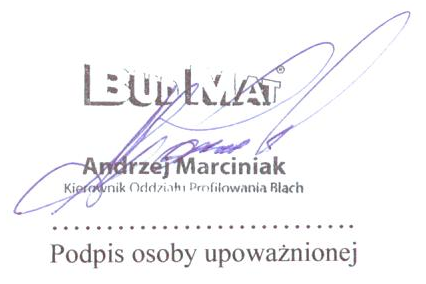 BUDMAT®
Andrzej Marciniak
Kierownik Oddziału Profilowania Blach
..............................
Podpis osoby upoważnionej